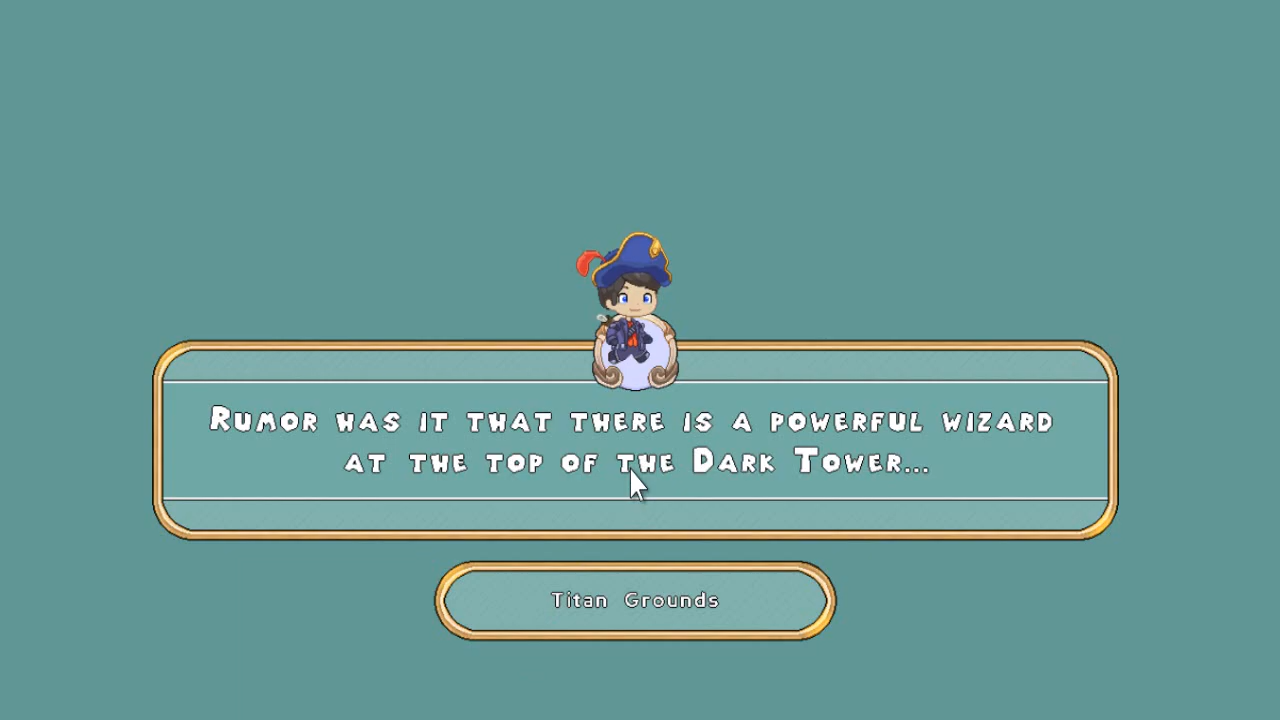 Rumor has it that there is a powerful wizard
at the top of the Dark Tower...
Titan Grounds